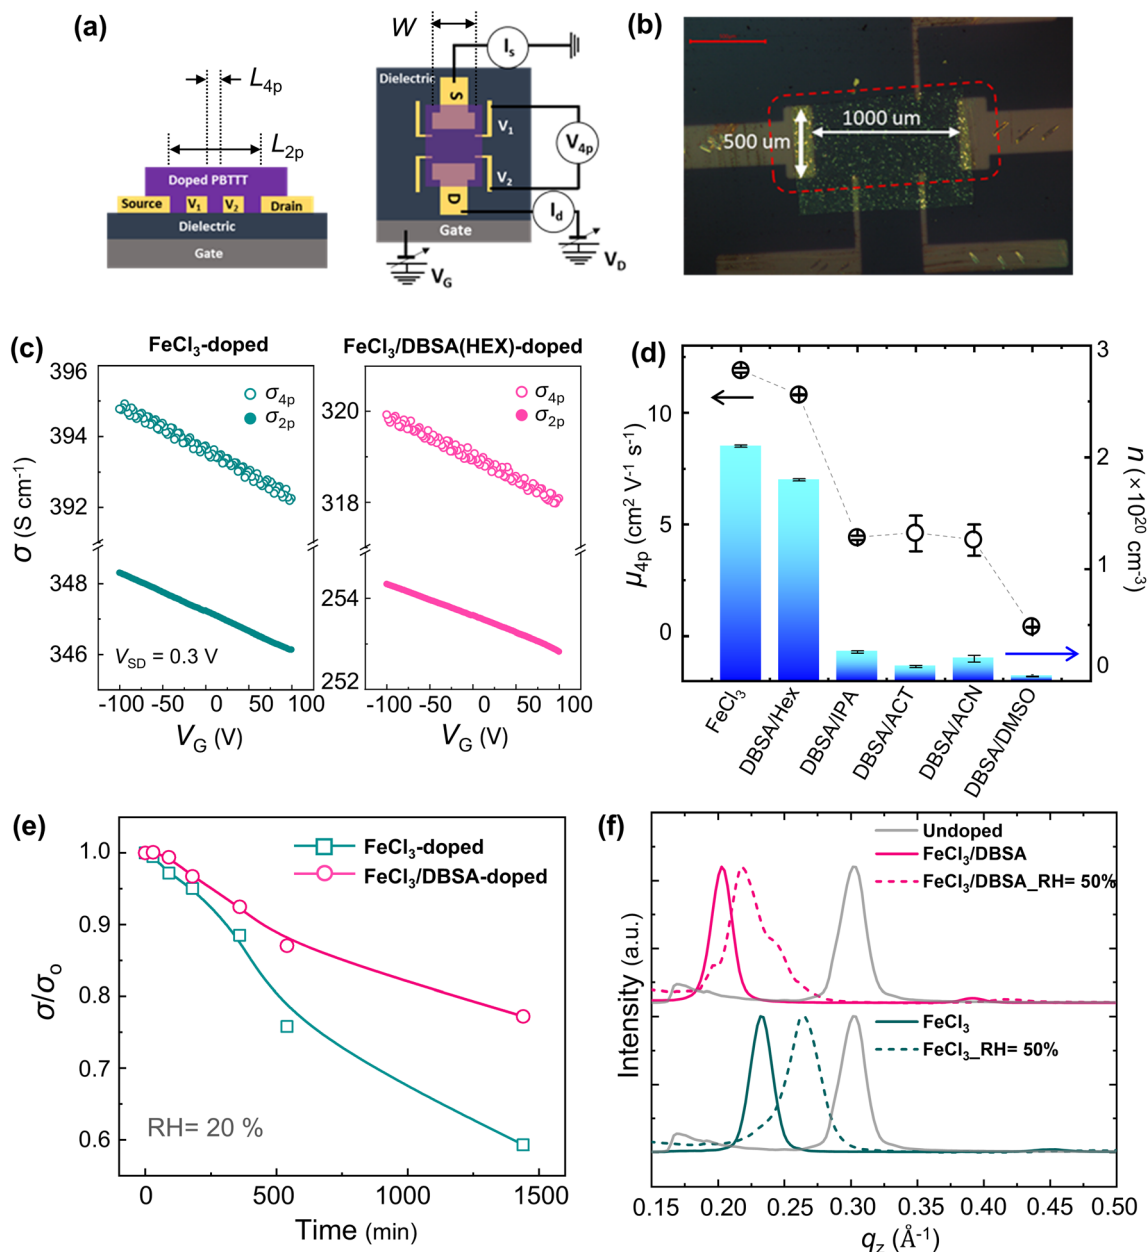 (a)
L4p
L2p
Doped PBTTT
Source
V1
V2
Drain
Dielectric
Gate
W
Is
Dielectric
S
V1
V4p
V2
D
Id
Gate
VG
VD
(b)
1000 um
500 um
(c)
FeCl3-doped
FeCl3/DBSA(HEX)-doped
σ (S cm-1)
396
394
392
348
346
σ4p
σ2p
VSD = 0.3 V
-100 -50 0 50 100
VG (V)
320
318
254
252
σ4p
σ2p
-100 -50 0 50 100
VG (V)
(d)
μ4p (cm2 V-1 s-1)
10
5
0
n (×1020 cm-3)
3
2
1
0
FeCl3
DBSA/Hex
DBSA/IPA
DBSA/ACT
DBSA/ACN
DBSA/DMSO
(e)
σ/σo
1.0
0.9
0.8
0.7
0.6
FeCl3-doped
FeCl3/DBSA-doped
RH= 20 %
0 500 1000 1500
Time (min)
(f)
Intensity (a.u.)
Undoped
FeCl3/DBSA
FeCl3/DBSA_RH= 50%
FeCl3
FeCl3_RH= 50%
0.15 0.20 0.25 0.30 0.35 0.40 0.45 0.50
qz (Å-1)